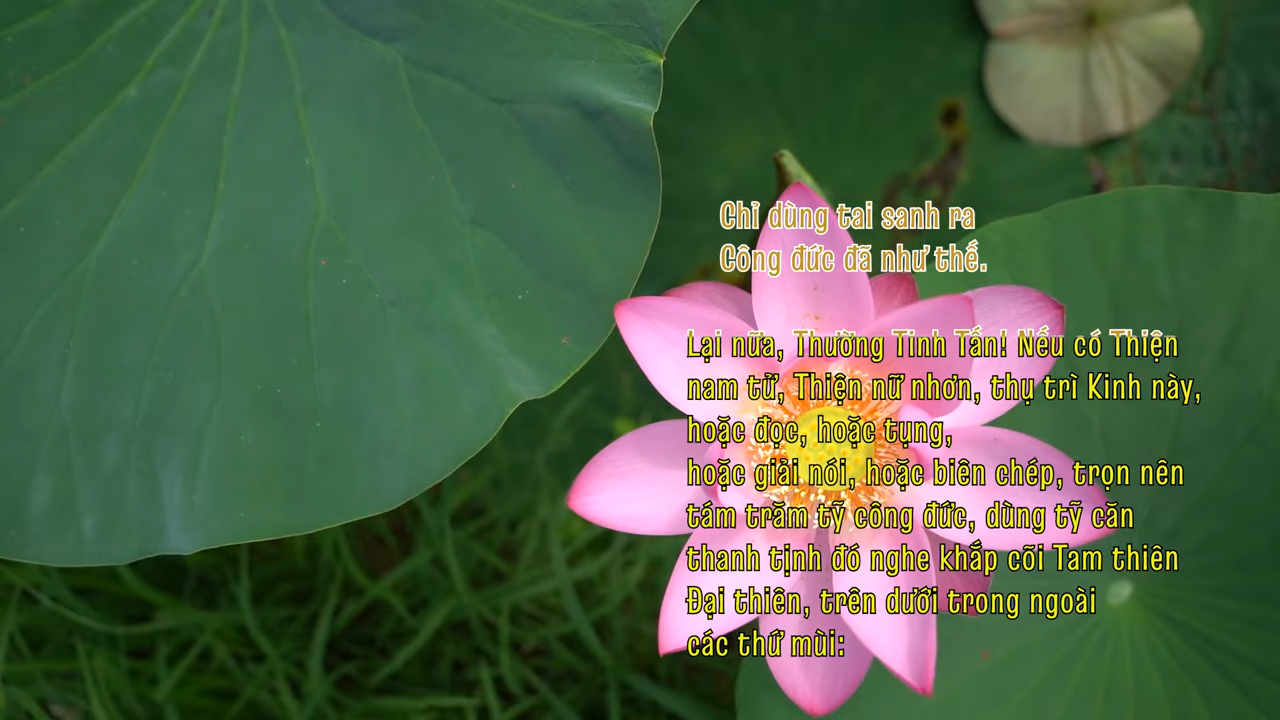 Chỉ dùng tai sanh ra
Công đức đã như thế.
Lại nữa, Thường Tinh Tấn! Nếu có Thiện
nam tử, Thiện nữ nhơn, thụ trì Kinh này,
hoặc đọc, hoặc tụng,
hoặc giải nói, hoặc biên chép, trọn nên
tám trăm tỹ công đức, dùng tỹ căn
thanh tịnh đó nghe khắp cõi Tam thiên
Đại thiên, trên dưới trong ngoài
các thứ mùi: